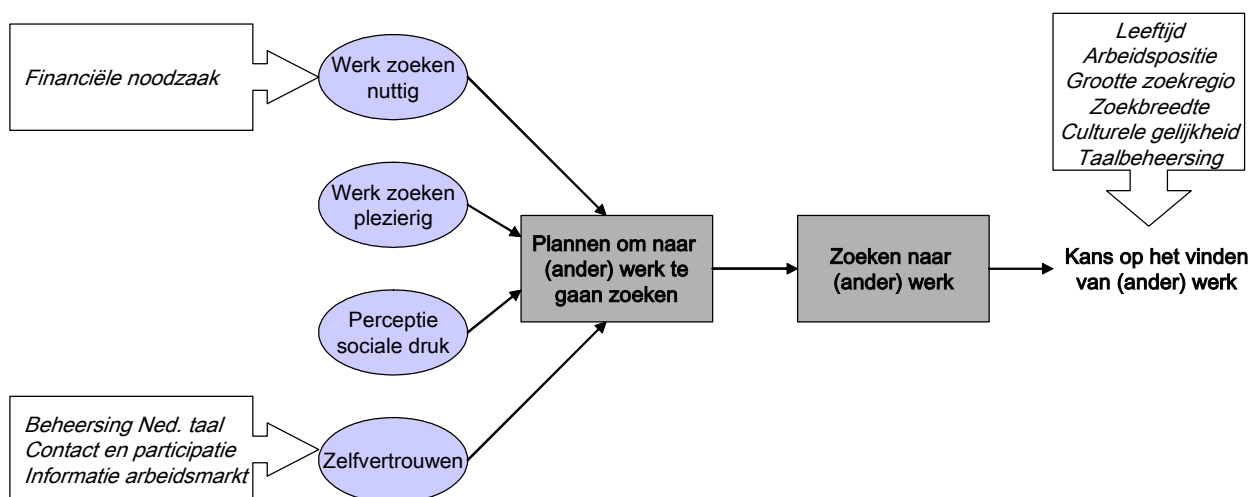 Financiële noodzaak
Werk zoeken
nuttig
Werk zoeken
plezierig
Perceptie
sociale druk
Beheersing Ned. taal
Contact en participatie
Informatie arbeidsmarkt
Zelfvertrouwen
Plannen om naar
(ander) werk te
gaan zoeken
Zoeken naar
(ander) werk
Leeftijd
Arbeidspositie
Grootte zoekregio
Zoekbreedte
Culturele gelijkheid
Taalbeheersing
Kans op het vinden
van (ander) werk